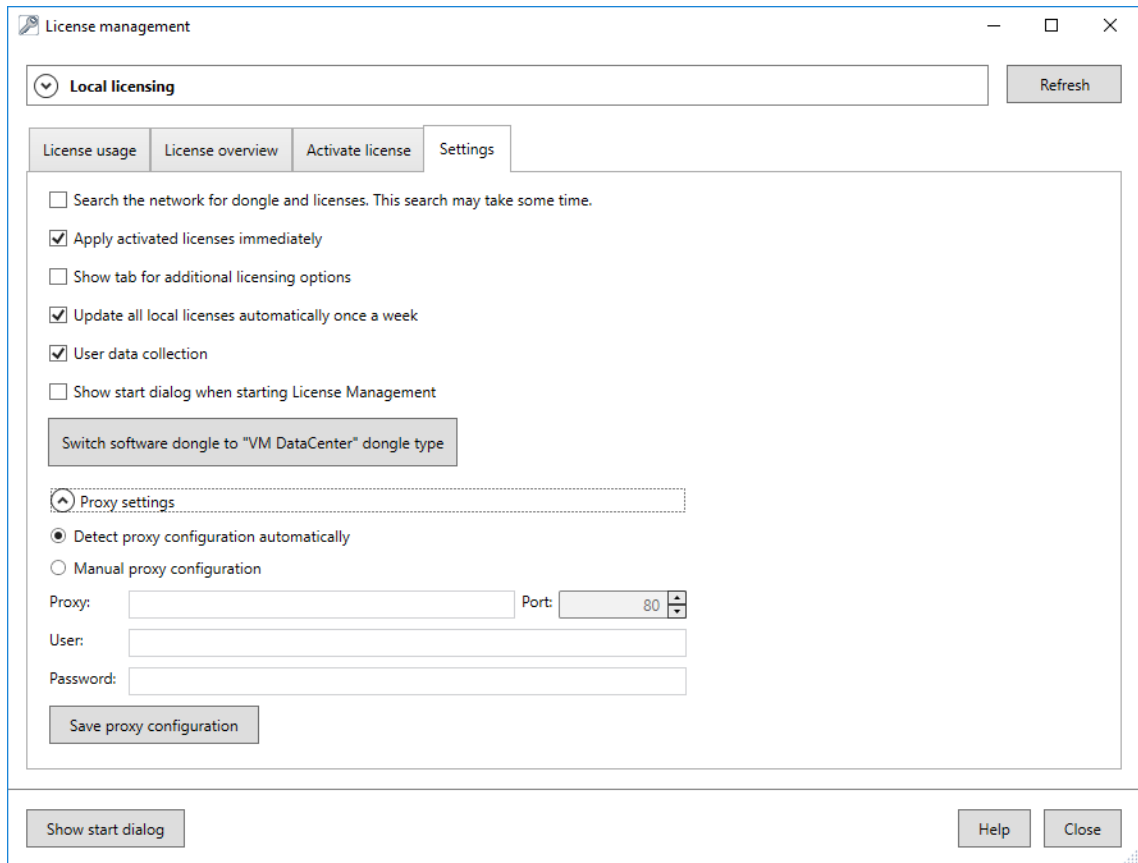 License management
Local licensing
Refresh
License usage License overview Activate license Settings
Search the network for dongle and licenses. This search may take some time.
Apply activated licenses immediately
Show tab for additional licensing options
Update all local licenses automatically once a week
User data collection
Show start dialog when starting License Management
Switch software dongle to "VM DataCenter" dongle type
Proxy settings
Detect proxy configuration automatically
Manual proxy configuration
Proxy: Port: 80
User:
Password:
Save proxy configuration
Show start dialog Help Close